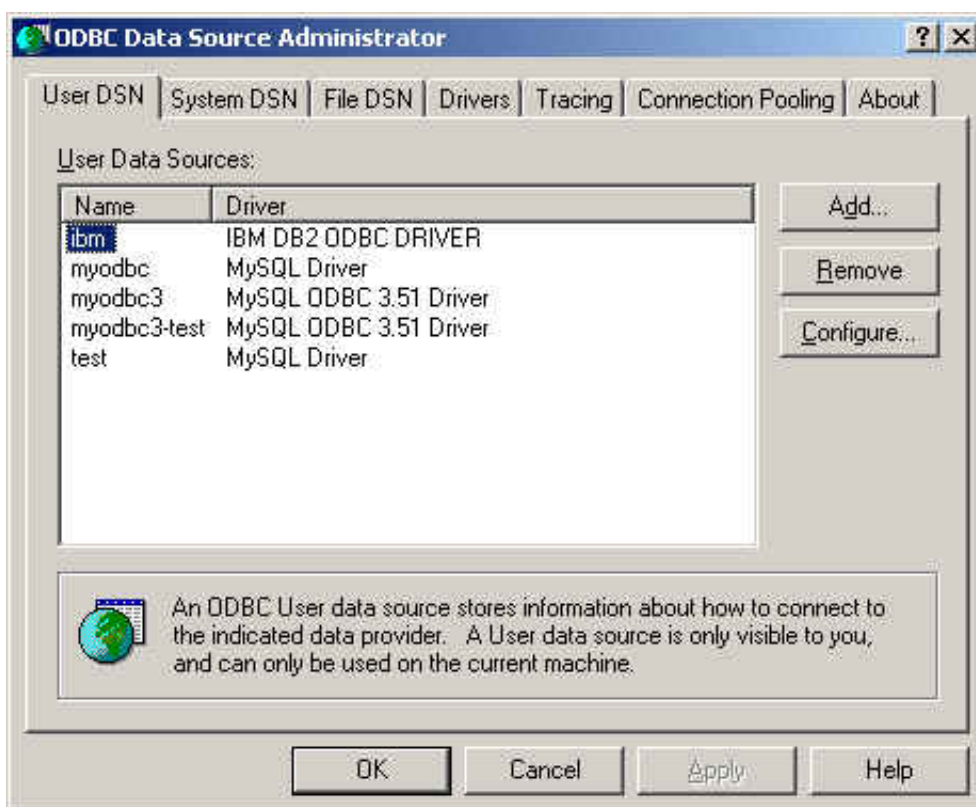 ODBC Data Source Administrator
User DSN System DSN File DSN Drivers Tracing Connection Pooling About
User Data Sources:
Name Driver
ibm IBM DB2 ODBC DRIVER
myodbc MySQL Driver
myodbc3 MySQL ODBC 3.51 Driver
myodbc3-test MySQL ODBC 3.51 Driver
test MySQL Driver
Add...
Remove
Configure...
An ODBC User data source stores information about how to connect to
the indicated data provider. A User data source is only visible to you,
and can only be used on the current machine.
OK Cancel Apply Help